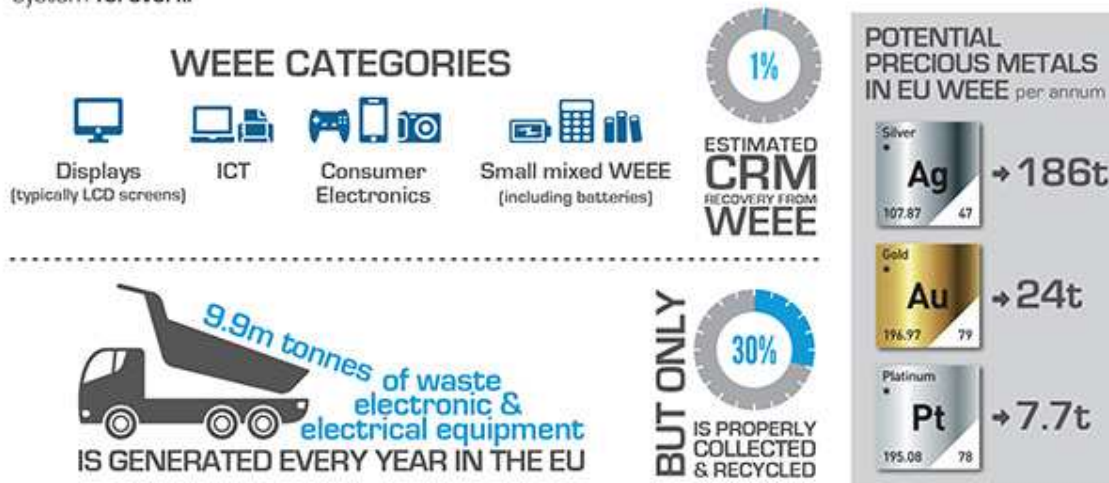 WEEE CATEGORIES
Displays
(typically LCD screens)
ICT
Consumer
Electronics
Small mixed WEEE
(including batteries)
1%
ESTIMATED
CRM
RECOVERY FROM
WEEE
9.9m tonnes
of waste
electronic &
electrical equipment
IS GENERATED EVERY YEAR IN THE EU
BUT ONLY
30%
IS PROPERLY
COLLECTED
& RECYCLED
POTENTIAL
PRECIOUS METALS
IN EU WEEE per annum
Silver
Ag
107.87 47
186t
Gold
Au
196.97 79
24t
Platinum
Pt
195.08 78
7.7t